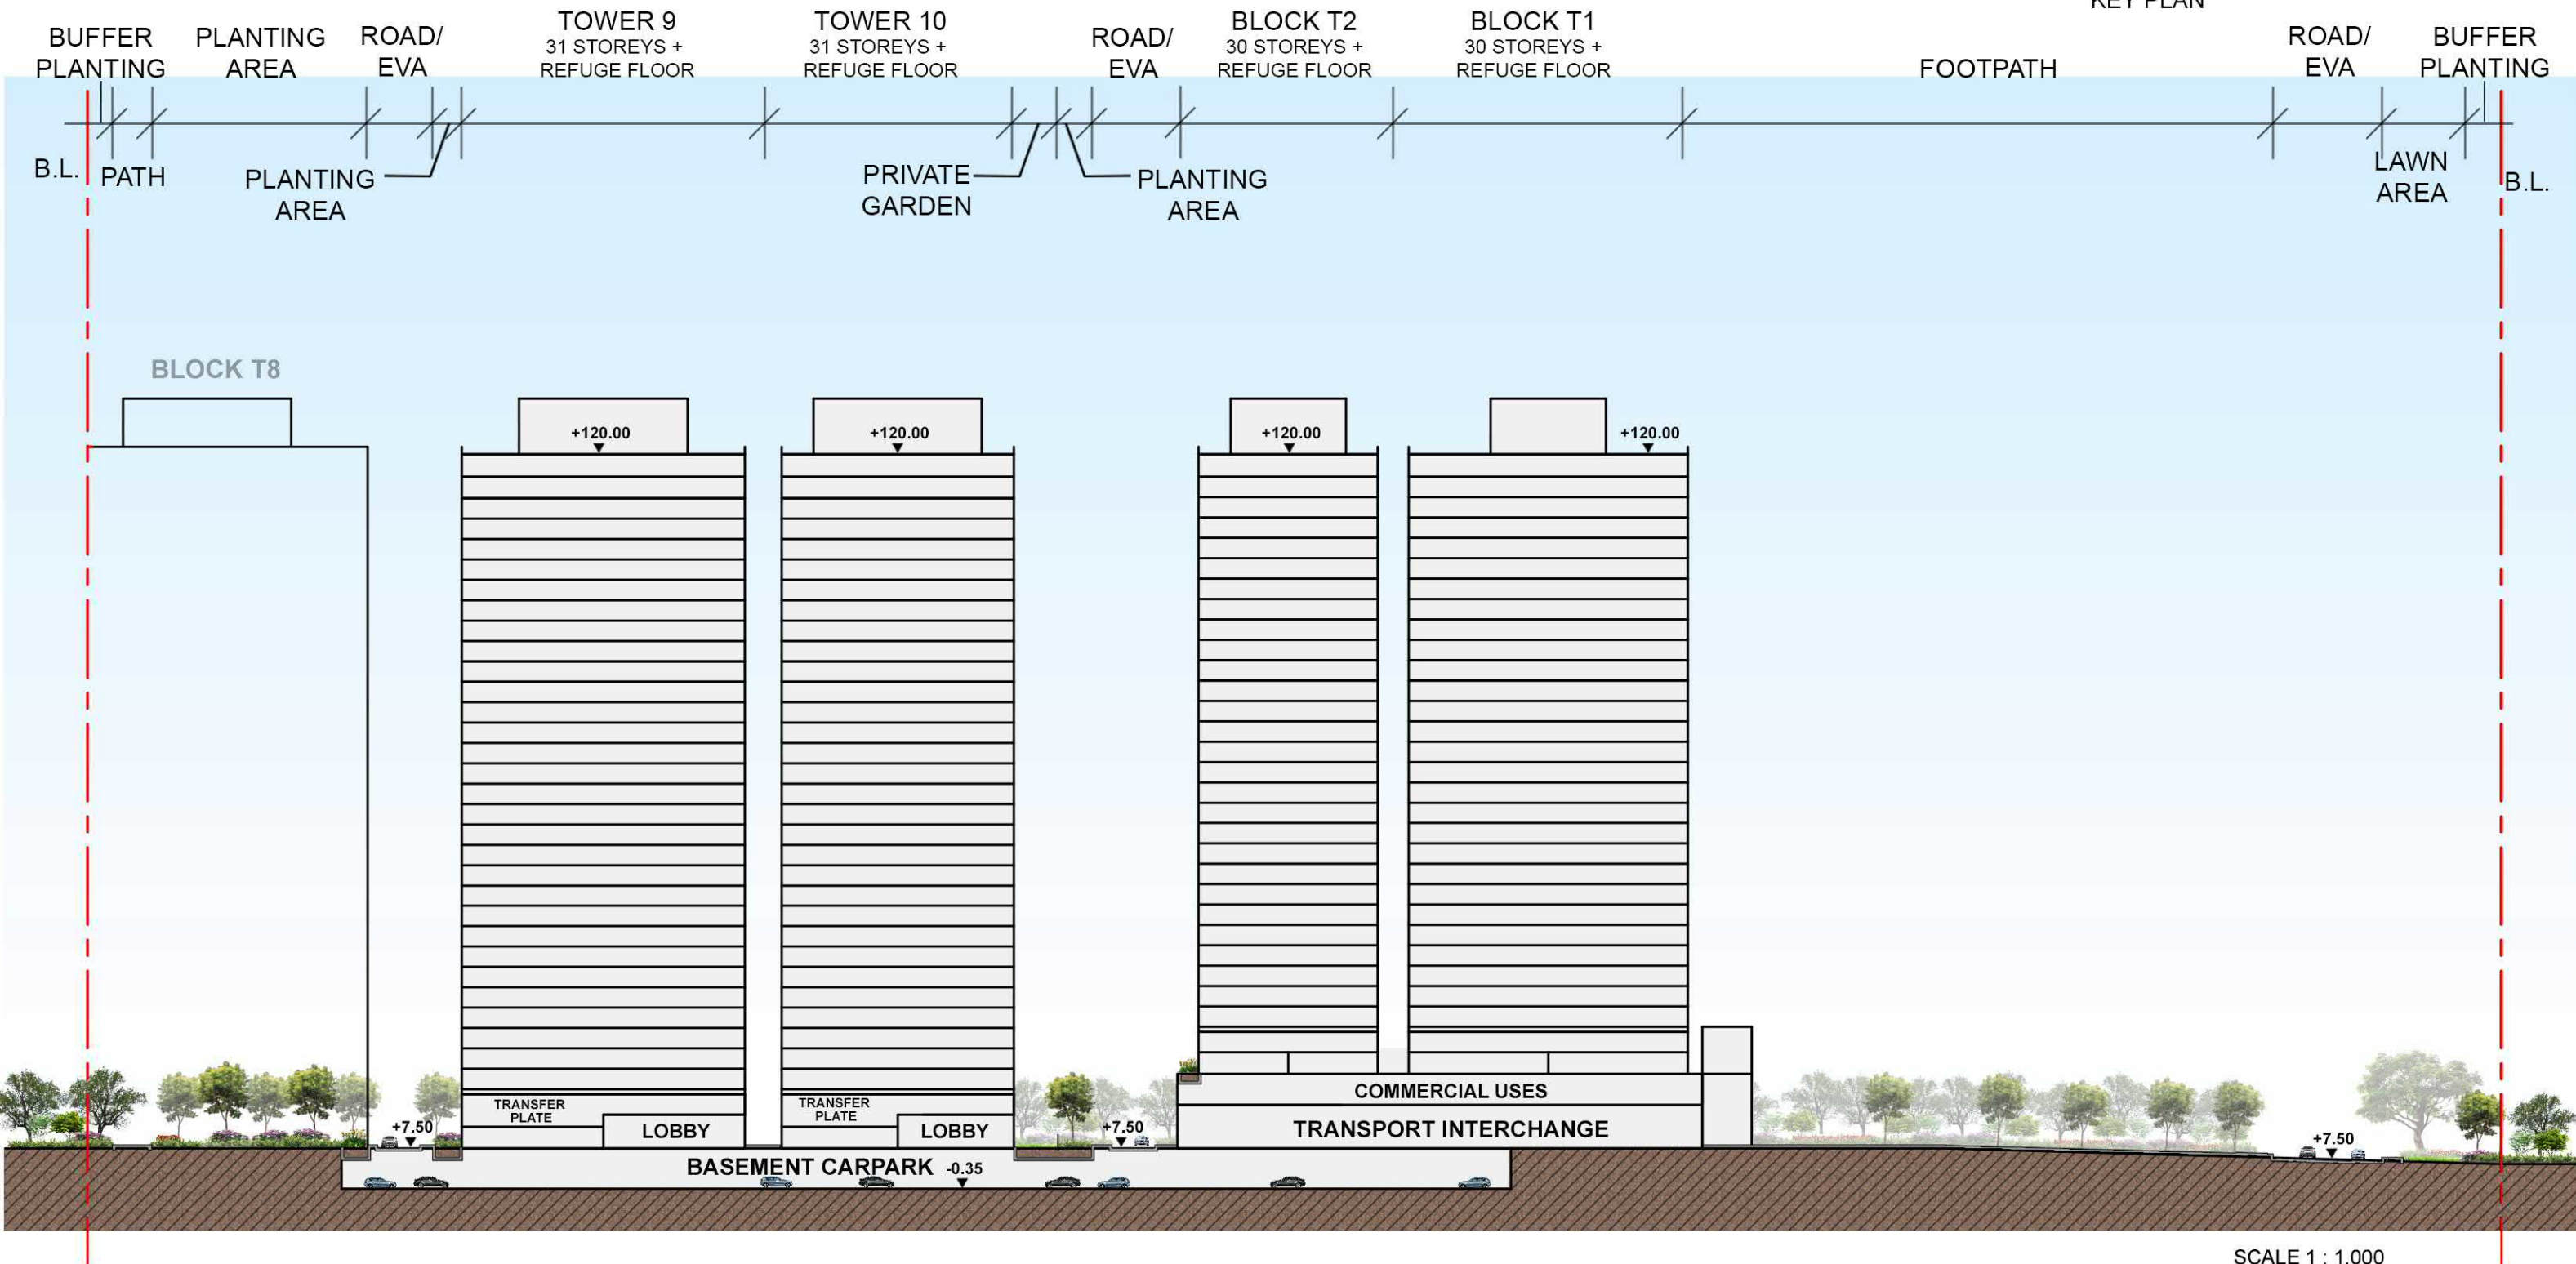 KEY PLAN
BUFFER
PLANTING
PLANTING
AREA
ROAD/
EVA
TOWER 9
31 STOREYS +
REFUGE FLOOR
TOWER 10
31 STOREYS +
REFUGE FLOOR
ROAD/
EVA
BLOCK T2
30 STOREYS +
REFUGE FLOOR
BLOCK T1
30 STOREYS +
REFUGE FLOOR
FOOTPATH
ROAD/
EVA
BUFFER
PLANTING
B.L.
PATH
PLANTING
AREA
PRIVATE
GARDEN
PLANTING
AREA
LAWN
AREA
B.L.
BLOCK T8
+120.00
+120.00
+120.00
+120.00
TRANSFER
PLATE
LOBBY
TRANSFER
PLATE
LOBBY
COMMERCIAL USES
TRANSPORT INTERCHANGE
+7.50
+7.50
+7.50
BASEMENT CARPARK -0.35
SCALE 1 : 1,000